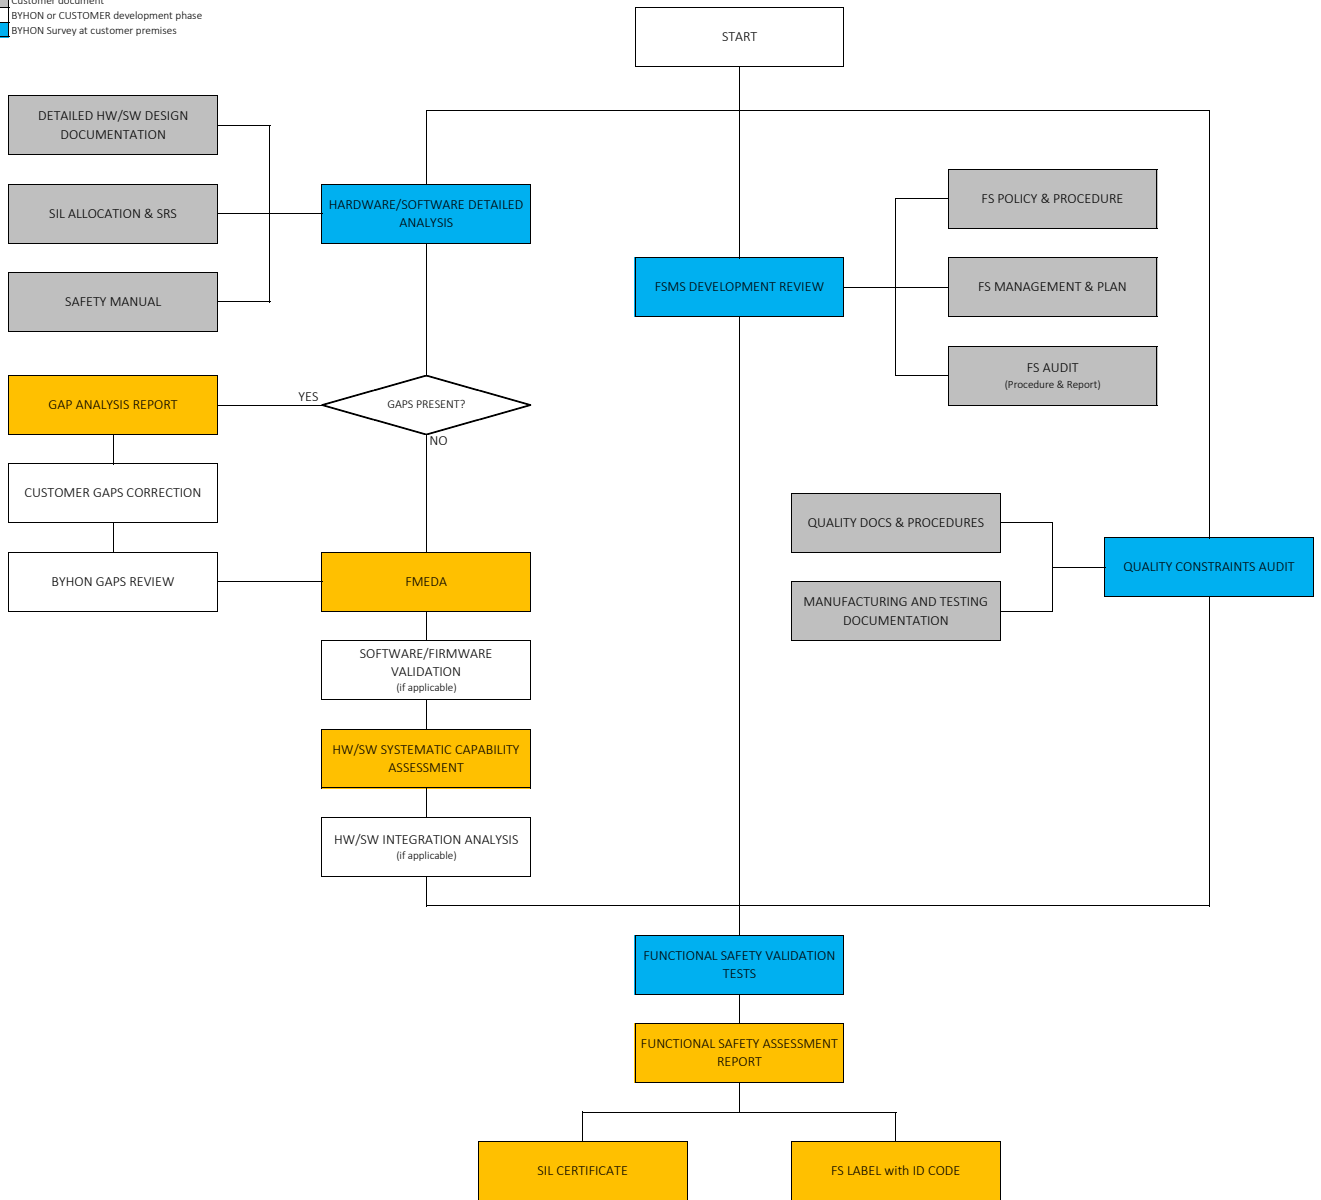 Customer document
BYHON or CUSTOMER development phase
BYHON Survey at customer premises
START
DETAILED HW/SW DESIGN
DOCUMENTATION
SIL ALLOCATION & SRS
SAFETY MANUAL
HARDWARE/SOFTWARE DETAILED
ANALYSIS
FSMS DEVELOPMENT REVIEW
FS POLICY & PROCEDURE
FS MANAGEMENT & PLAN
FS AUDIT
(Procedure & Report)
GAP ANALYSIS REPORT
YES
GAPS PRESENT?
NO
CUSTOMER GAPS CORRECTION
BYHON GAPS REVIEW
FMEDA
QUALITY DOCS & PROCEDURES
MANUFACTURING AND TESTING
DOCUMENTATION
QUALITY CONSTRAINTS AUDIT
SOFTWARE/FIRMWARE
VALIDATION
(if applicable)
HW/SW SYSTEMATIC CAPABILITY
ASSESSMENT
HW/SW INTEGRATION ANALYSIS
(if applicable)
FUNCTIONAL SAFETY VALIDATION
TESTS
FUNCTIONAL SAFETY ASSESSMENT
REPORT
SIL CERTIFICATE
FS LABEL with ID CODE